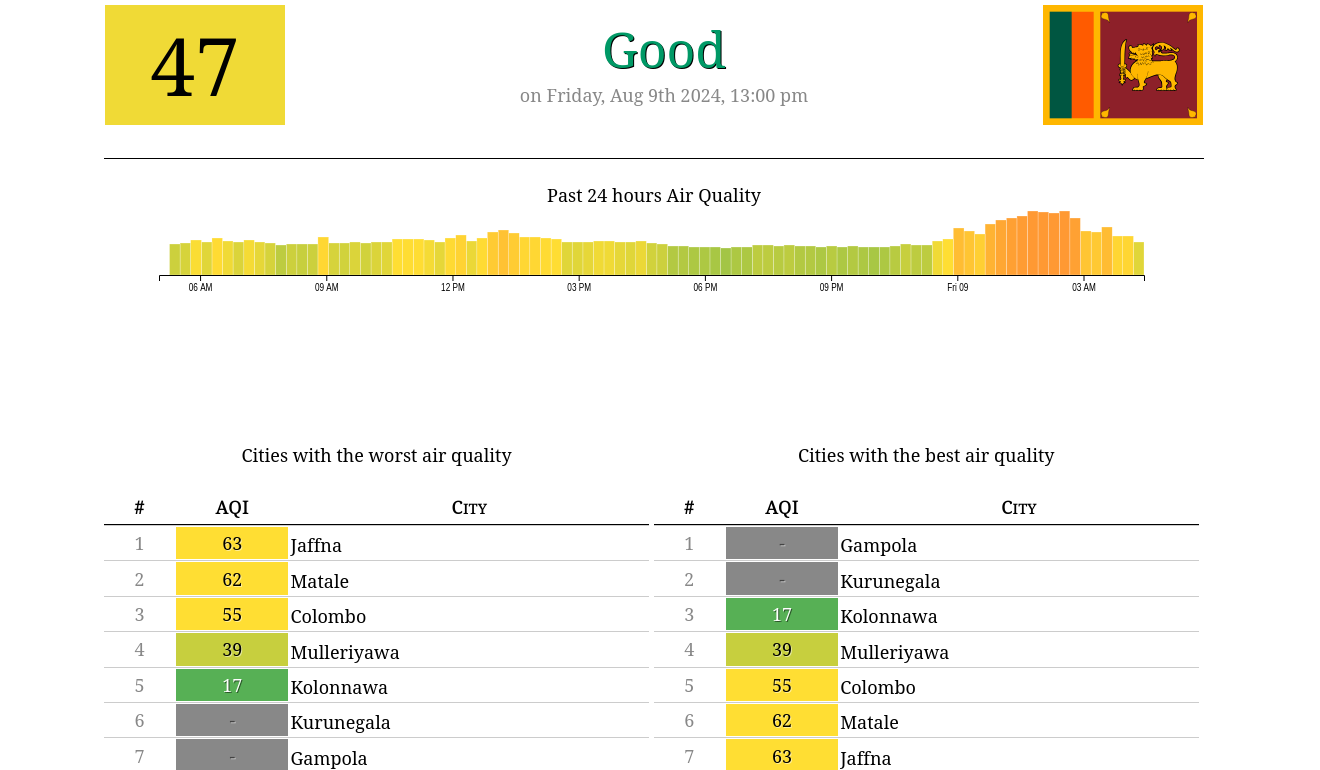 47
Good
on Friday, Aug 9th 2024, 13:00 pm
Past 24 hours Air Quality
06 AM 09 AM 12 PM 03 PM 06 PM 09 PM Fri 09 03 AM
Cities with the worst air quality
# AQI City
1 63 Jaffna
2 62 Matale
3 55 Colombo
4 39 Mulleriyawa
5 17 Kolonnawa
6 - Kurunegala
7 - Gampola
Cities with the best air quality
# AQI City
1 - Gampola
2 - Kurunegala
3 17 Kolonnawa
4 39 Mulleriyawa
5 55 Colombo
6 62 Matale
7 63 Jaffna